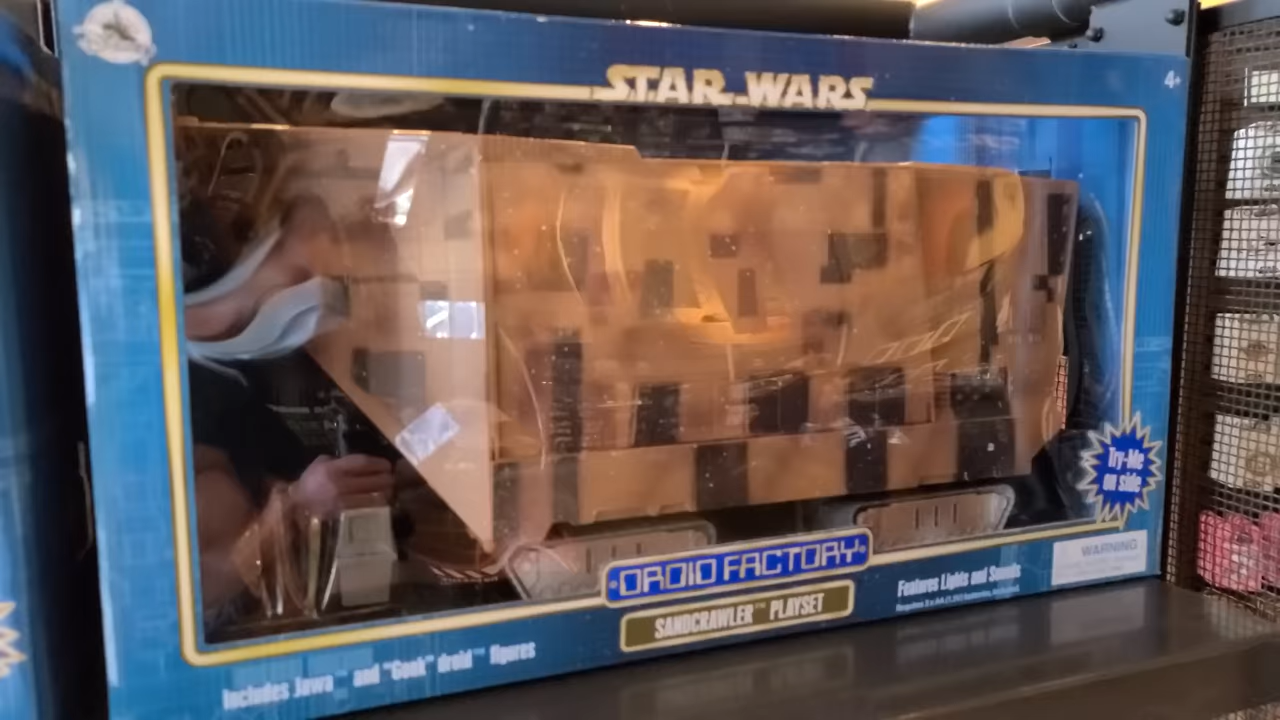 STAR WARS
4+
Try-Me
on side
DROID FACTORY
SANDCRAWLER™ PLAYSET
WARNING
Features Lights and Sounds
Includes Jawa™ and "Gonk" droid™ figures